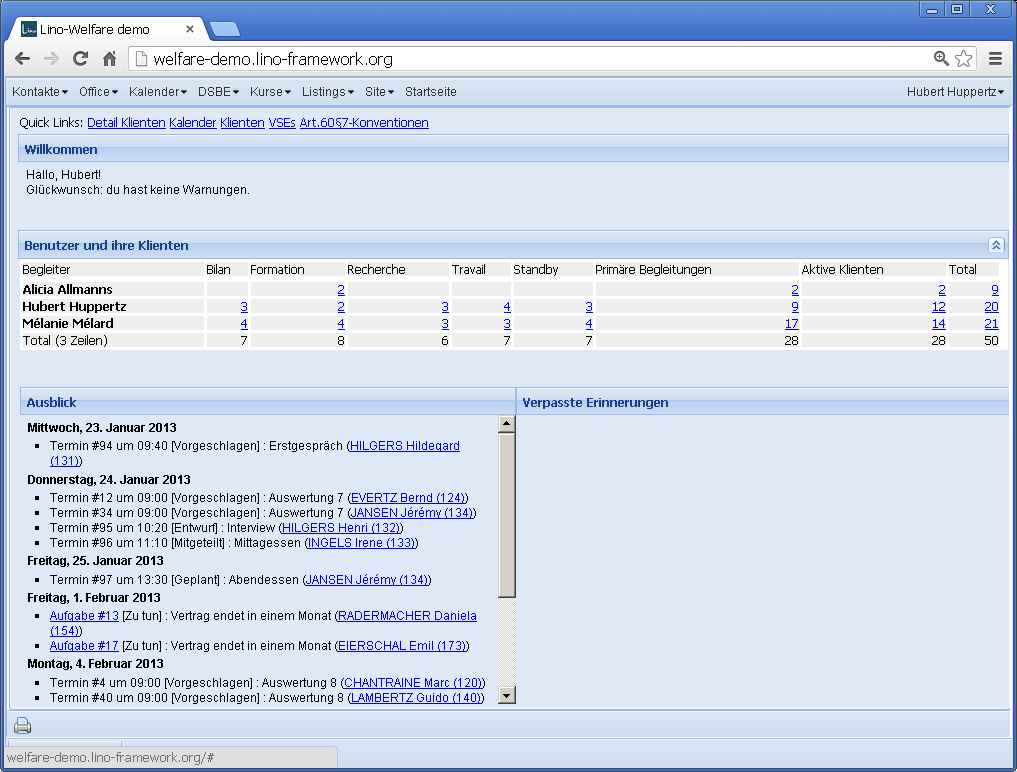 Lino-Welfare demo
welfare-demo.lino-framework.org
Kontakte Office Kalender DSBE Kurse Listings Site Startseite Hubert Huppertz
Quick Links: Detail Klienten Kalender Klienten VSEs Art.60§7-Konventionen
Willkommen
Hallo, Hubert!
Glückwunsch: du hast keine Warnungen.
Benutzer und ihre Klienten
Begleiter Bilan Formation Recherche Travail Standby Primäre Begleitungen Aktive Klienten Total
Alicia Allmanns 2 2 2 9
Hubert Huppertz 3 2 3 4 3 9 12 20
Mélanie Mélard 4 4 3 3 4 17 14 21
Total (3 Zeilen) 7 8 6 7 7 28 28 50
Ausblick
Mittwoch, 23. Januar 2013
Termin #94 um 09:40 [Vorgeschlagen] : Erstgespräch (HILGERS Hildegard
(131))
Donnerstag, 24. Januar 2013
Termin #12 um 09:00 [Vorgeschlagen] : Auswertung 7 (EVERTZ Bernd (124))
Termin #34 um 09:00 [Vorgeschlagen] : Auswertung 7 (JANSEN Jérémy (134))
Termin #95 um 10:20 [Entwurf] : Interview (HILGERS Henri (132))
Termin #96 um 11:10 [Mitgeteilt] : Mittagessen (INGELS Irene (133))
Freitag, 25. Januar 2013
Termin #97 um 13:30 [Geplant] : Abendessen (JANSEN Jérémy (134))
Freitag, 1. Februar 2013
Aufgabe #13 [Zu tun] : Vertrag endet in einem Monat (RADERMACHER Daniela
(154))
Aufgabe #17 [Zu tun] : Vertrag endet in einem Monat (EIERSCHAL Emil (173))
Montag, 4. Februar 2013
Termin #4 um 09:00 [Vorgeschlagen] : Auswertung 8 (CHANTRAINE Marc (120))
Termin #40 um 09:00 [Vorgeschlagen] : Auswertung 8 (LAMBERTZ Guido (140))
Verpasste Erinnerungen
welfare-demo.lino-framework.org/#